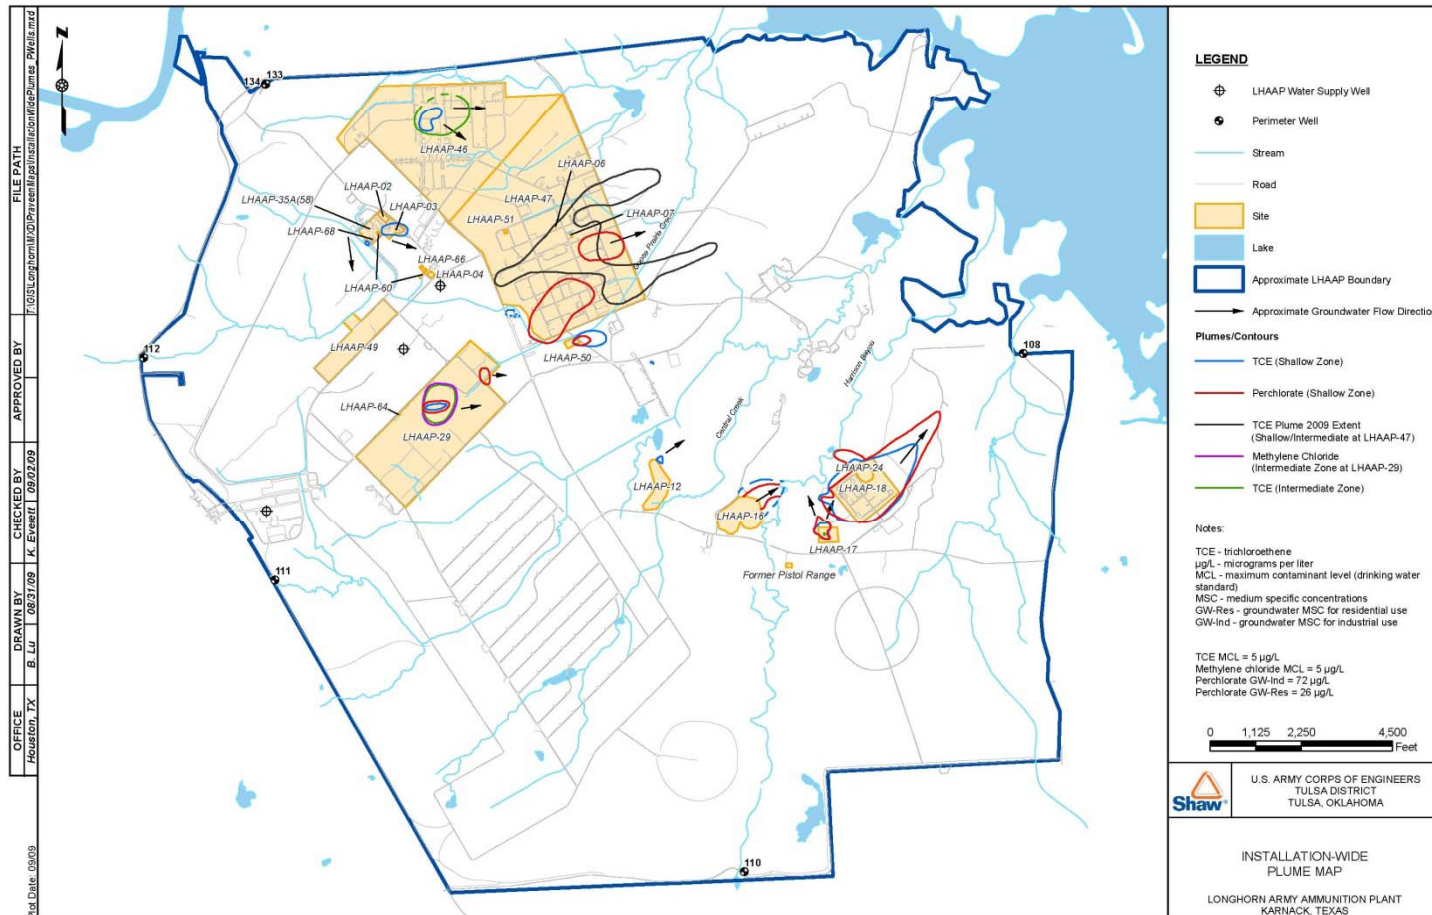 FILE PATH
T:\GIS\Longhorn\MXD\PraveenMaps\InstallationWidePlumes_PWells.mxd
APPROVED BY
CHECKED BY
K. Everett 09/02/09
DRAWN BY
B. Lu 08/31/09
OFFICE
Houston, TX
Plot Date: 09/09
N
134
133
112
111
110
108
LHAAP-46
LHAAP-06
LHAAP-02
LHAAP-03
LHAAP-35A(58)
LHAAP-68
LHAAP-47
LHAAP-51
LHAAP-07
LHAAP-66
LHAAP-04
LHAAP-60
Goose Prairie Creek
LHAAP-49
LHAAP-50
LHAAP-64
LHAAP-29
Central Creek
Harrison Bayou
LHAAP-12
LHAAP-24
LHAAP-18
LHAAP-16
LHAAP-17
Former Pistol Range
LEGEND
LHAAP Water Supply Well
Perimeter Well
Stream
Road
Site
Lake
Approximate LHAAP Boundary
Approximate Groundwater Flow Directio
Plumes/Contours
TCE (Shallow Zone)
Perchlorate (Shallow Zone)
TCE Plume 2009 Extent
(Shallow/Intermediate at LHAAP-47)
Methylene Chloride
(Intermediate Zone at LHAAP-29)
TCE (Intermediate Zone)
Notes:
TCE - trichloroethene
µg/L - micrograms per liter
MCL - maximum contaminant level (drinking water
standard)
MSC - medium specific concentrations
GW-Res - groundwater MSC for residential use
GW-Ind - groundwater MSC for industrial use
TCE MCL = 5 µg/L
Methylene chloride MCL = 5 µg/L
Perchlorate GW-Ind = 72 µg/L
Perchlorate GW-Res = 26 µg/L
0 1,125 2,250 4,500
Feet
Shaw
U.S. ARMY CORPS OF ENGINEERS
TULSA DISTRICT
TULSA, OKLAHOMA
INSTALLATION-WIDE
PLUME MAP
LONGHORN ARMY AMMUNITION PLANT
KARNACK, TEXAS